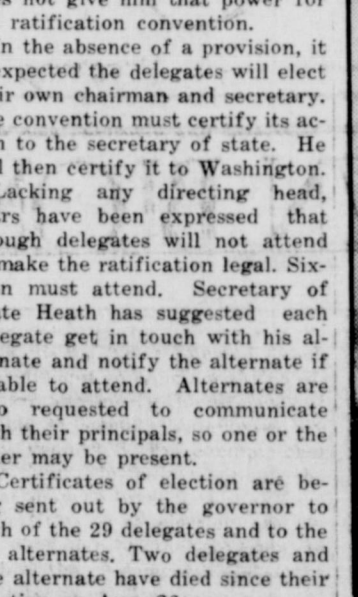 not give him that power for
ratification convention.
n the absence of a provision, it
xpected the delegates will elect
ir own chairman and secretary.
e convention must certify its ac-
n to the secretary of state. He
l then certify it to Washington.
Lacking any directing head,
rs have been expressed that
ough delegates will not attend
make the ratification legal. Six-
n must attend. Secretary of
te Heath has suggested each
egate get in touch with his al-
nate and notify the alternate if
able to attend. Alternates are
o requested to communicate
h their principals, so one or the
er may be present.
Certificates of election are be-
sent out by the governor to
h of the 29 delegates and to the
alternates. Two delegates and
e alternate have died since their